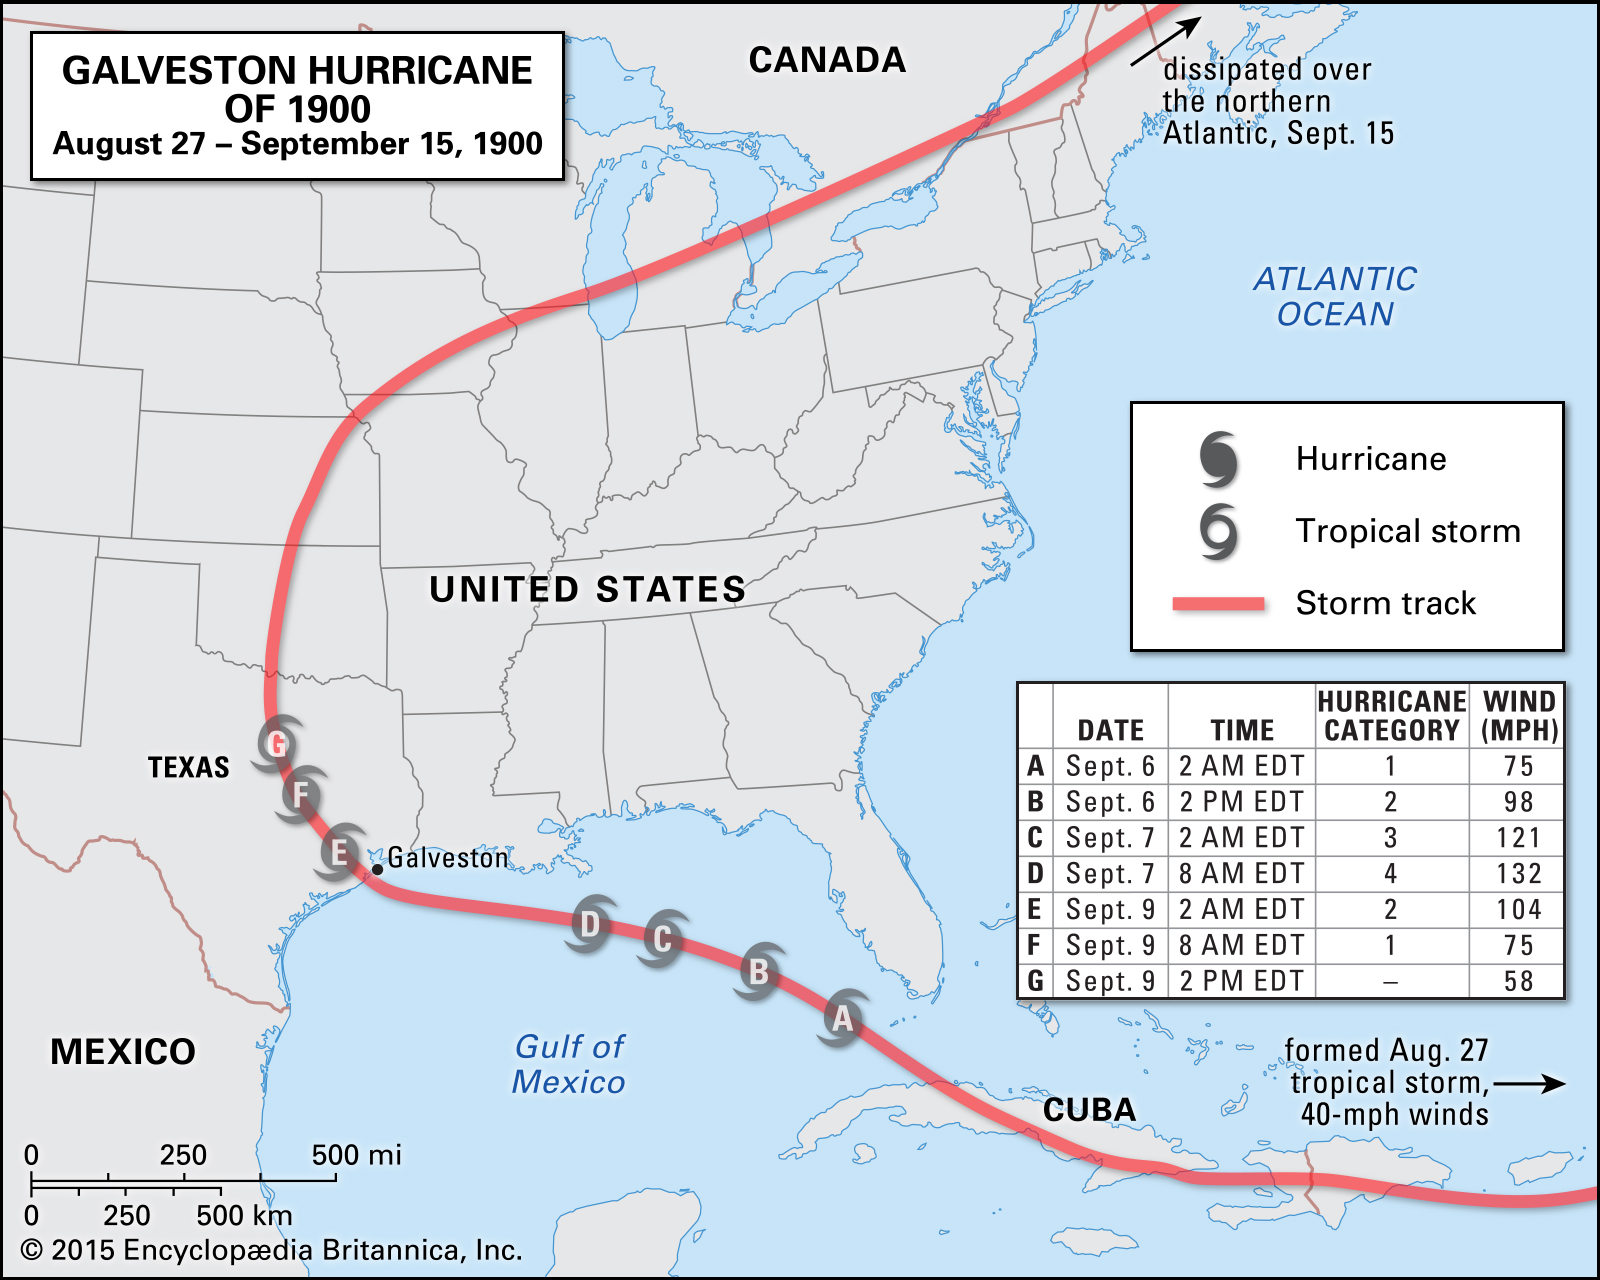 GALVESTON HURRICANE
OF 1900
August 27 – September 15, 1900
CANADA
dissipated over
the northern
Atlantic, Sept. 15
ATLANTIC
OCEAN
Hurricane
Tropical storm
Storm track
UNITED STATES
HURRICANE WIND
DATE TIME CATEGORY (MPH)
A Sept. 6 2 AM EDT 1 75
B Sept. 6 2 PM EDT 2 98
C Sept. 7 2 AM EDT 3 121
D Sept. 7 8 AM EDT 4 132
E Sept. 9 2 AM EDT 2 104
F Sept. 9 8 AM EDT 1 75
G Sept. 9 2 PM EDT – 58
G
TEXAS
F
E
Galveston
D
C
B
A
MEXICO
Gulf of
Mexico
formed Aug. 27
tropical storm,
40-mph winds
CUBA
0 250 500 mi
0 250 500 km
© 2015 Encyclopædia Britannica, Inc.